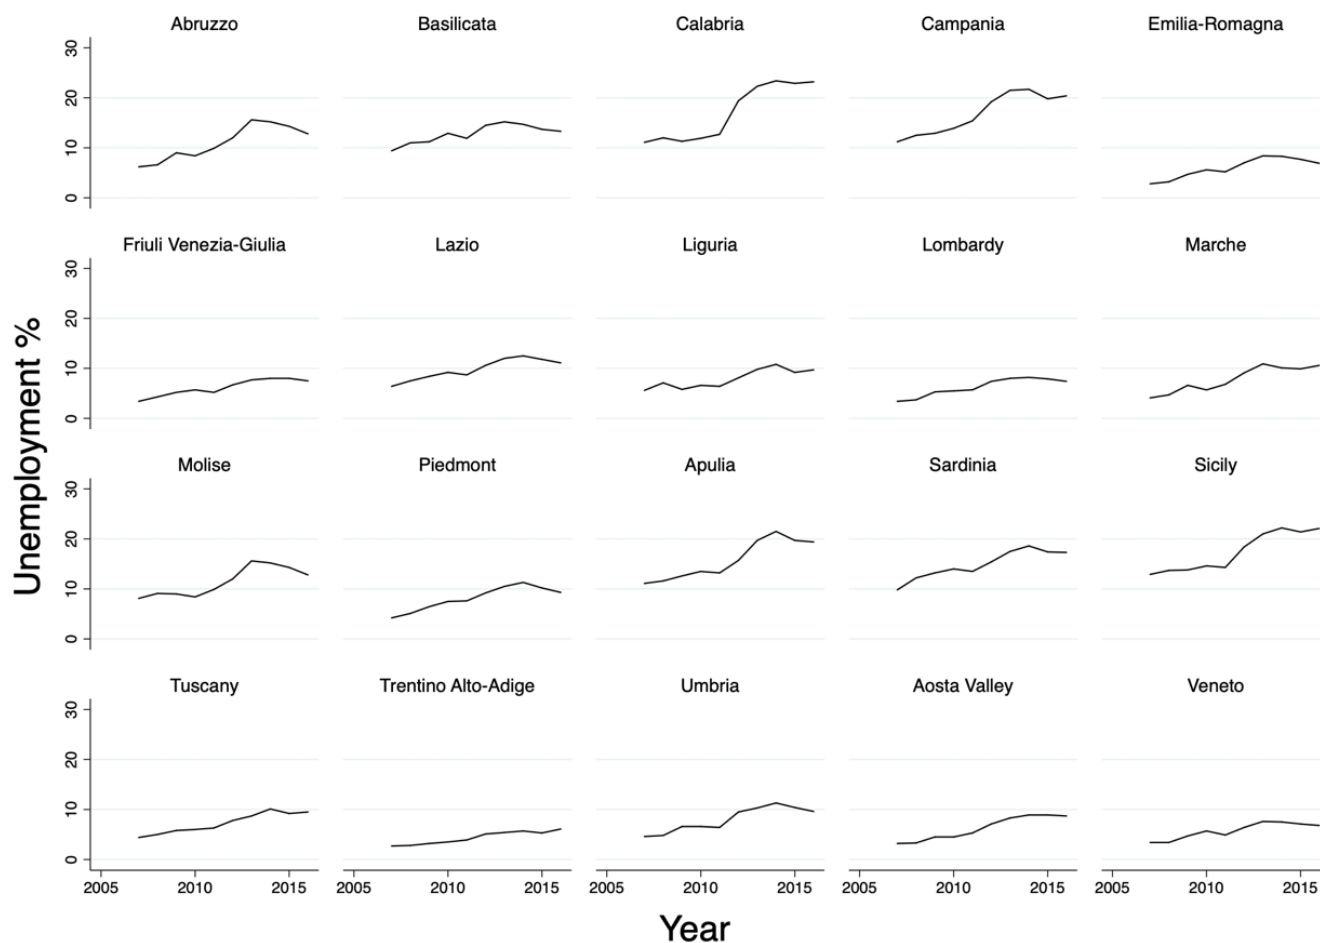 Abruzzo Basilicata Calabria Campania Emilia-Romagna
30
20
10
0
Friuli Venezia-Giulia Lazio Liguria Lombardy Marche
30
20
10
0
Molise Piedmont Apulia Sardinia Sicily
30
20
10
0
Tuscany Trentino Alto-Adige Umbria Aosta Valley Veneto
30
20
10
0
2005 2010 2015 2005 2010 2015 2005 2010 2015 2005 2010 2015 2005 2010 2015
Unemployment %
Year